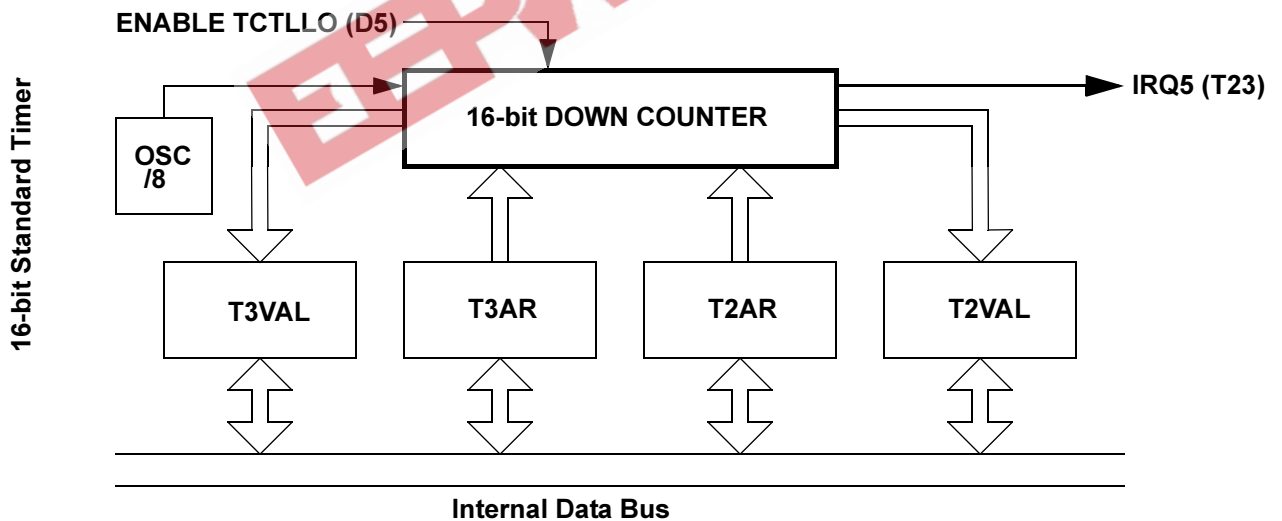 ENABLE TCTLLO (D5)
16-bit Standard Timer
OSC
/8
16-bit DOWN COUNTER
IRQ5 (T23)
T3VAL
T3AR
T2AR
T2VAL
Internal Data Bus